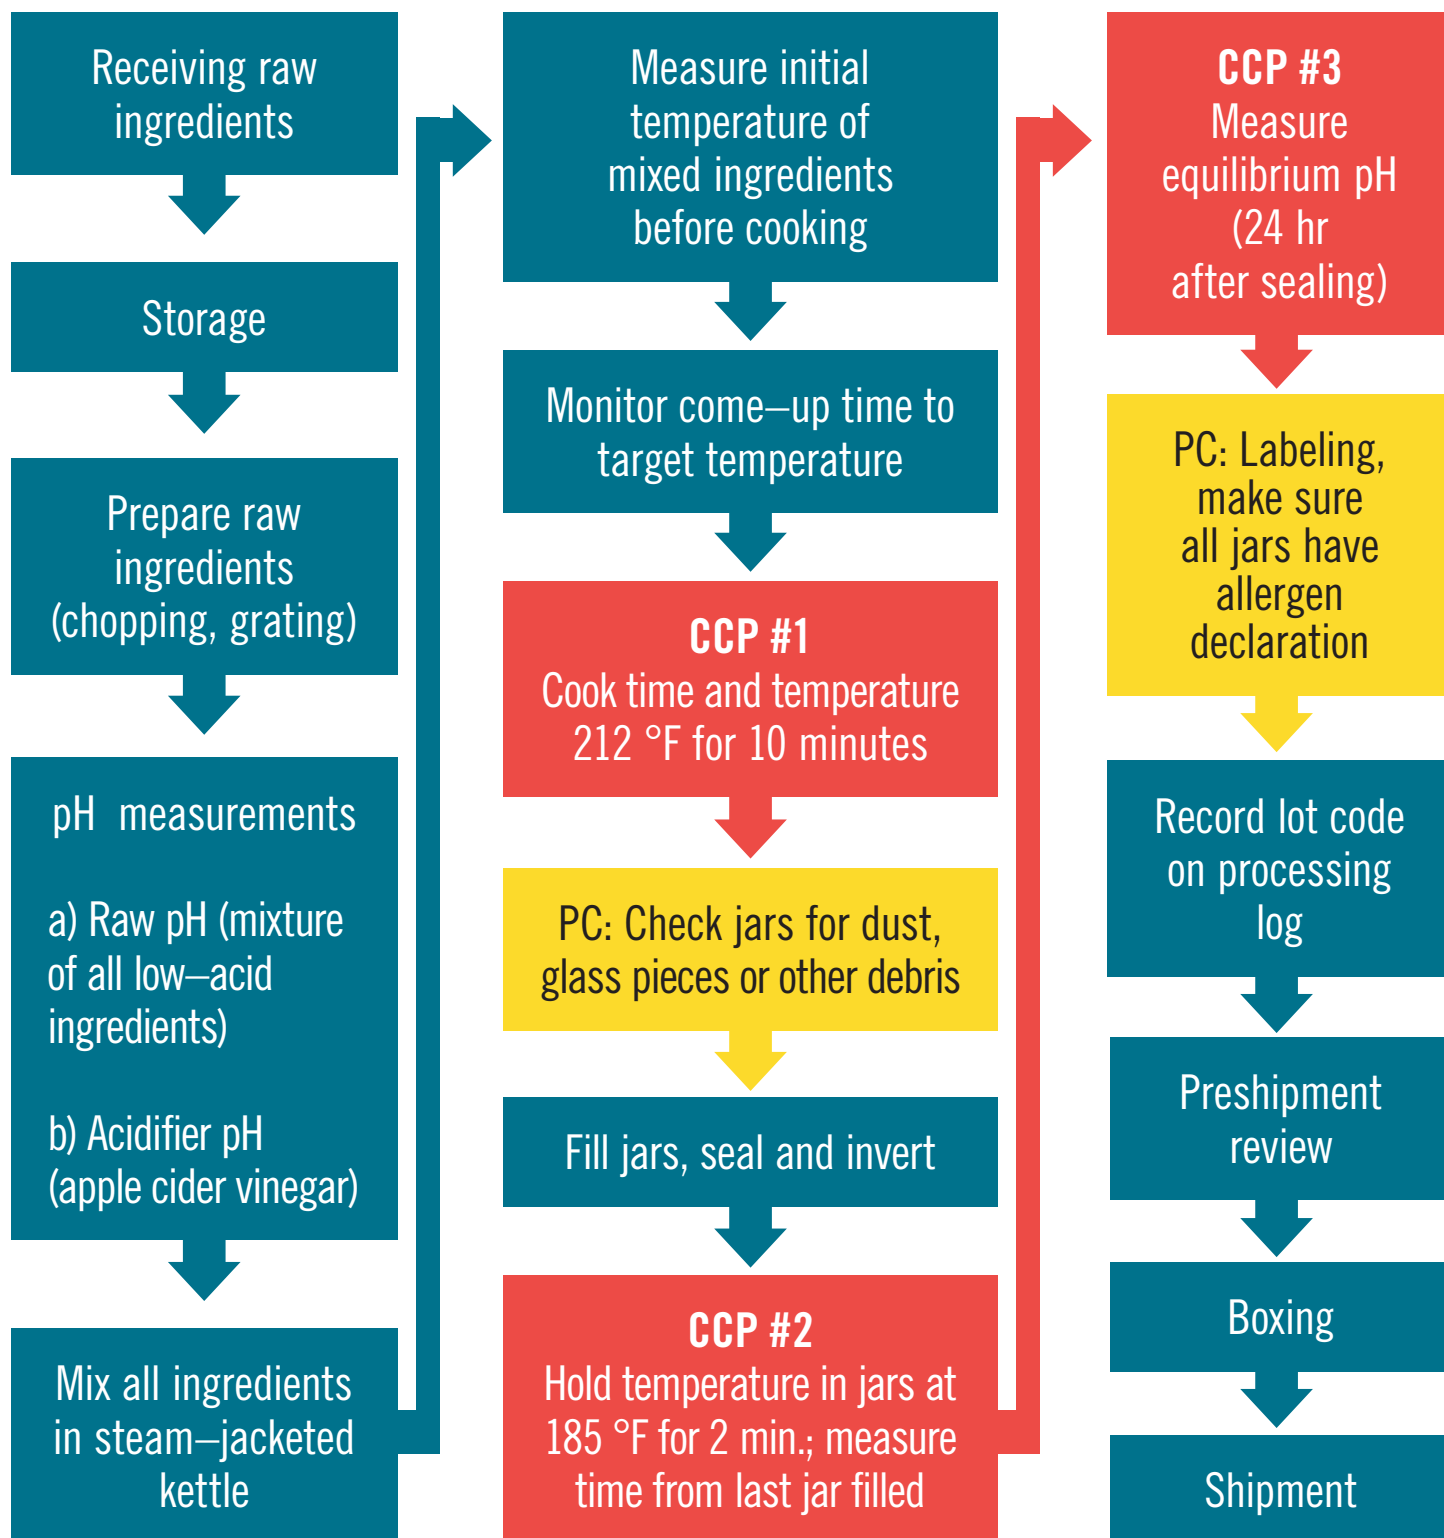 Receiving raw
ingredients
Storage
Prepare raw
ingredients
(chopping, grating)
pH measurements
a) Raw pH (mixture
of all low–acid
ingredients)
b) Acidifier pH
(apple cider vinegar)
Mix all ingredients
in steam–jacketed
kettle
Measure initial
temperature of
mixed ingredients
before cooking
Monitor come–up time to
target temperature
CCP #1
Cook time and temperature
212 °F for 10 minutes
PC: Check jars for dust,
glass pieces or other debris
Fill jars, seal and invert
CCP #2
Hold temperature in jars at
185 °F for 2 min.; measure
time from last jar filled
CCP #3
Measure
equilibrium pH
(24 hr
after sealing)
PC: Labeling,
make sure
all jars have
allergen
declaration
Record lot code
on processing
log
Preshipment
review
Boxing
Shipment